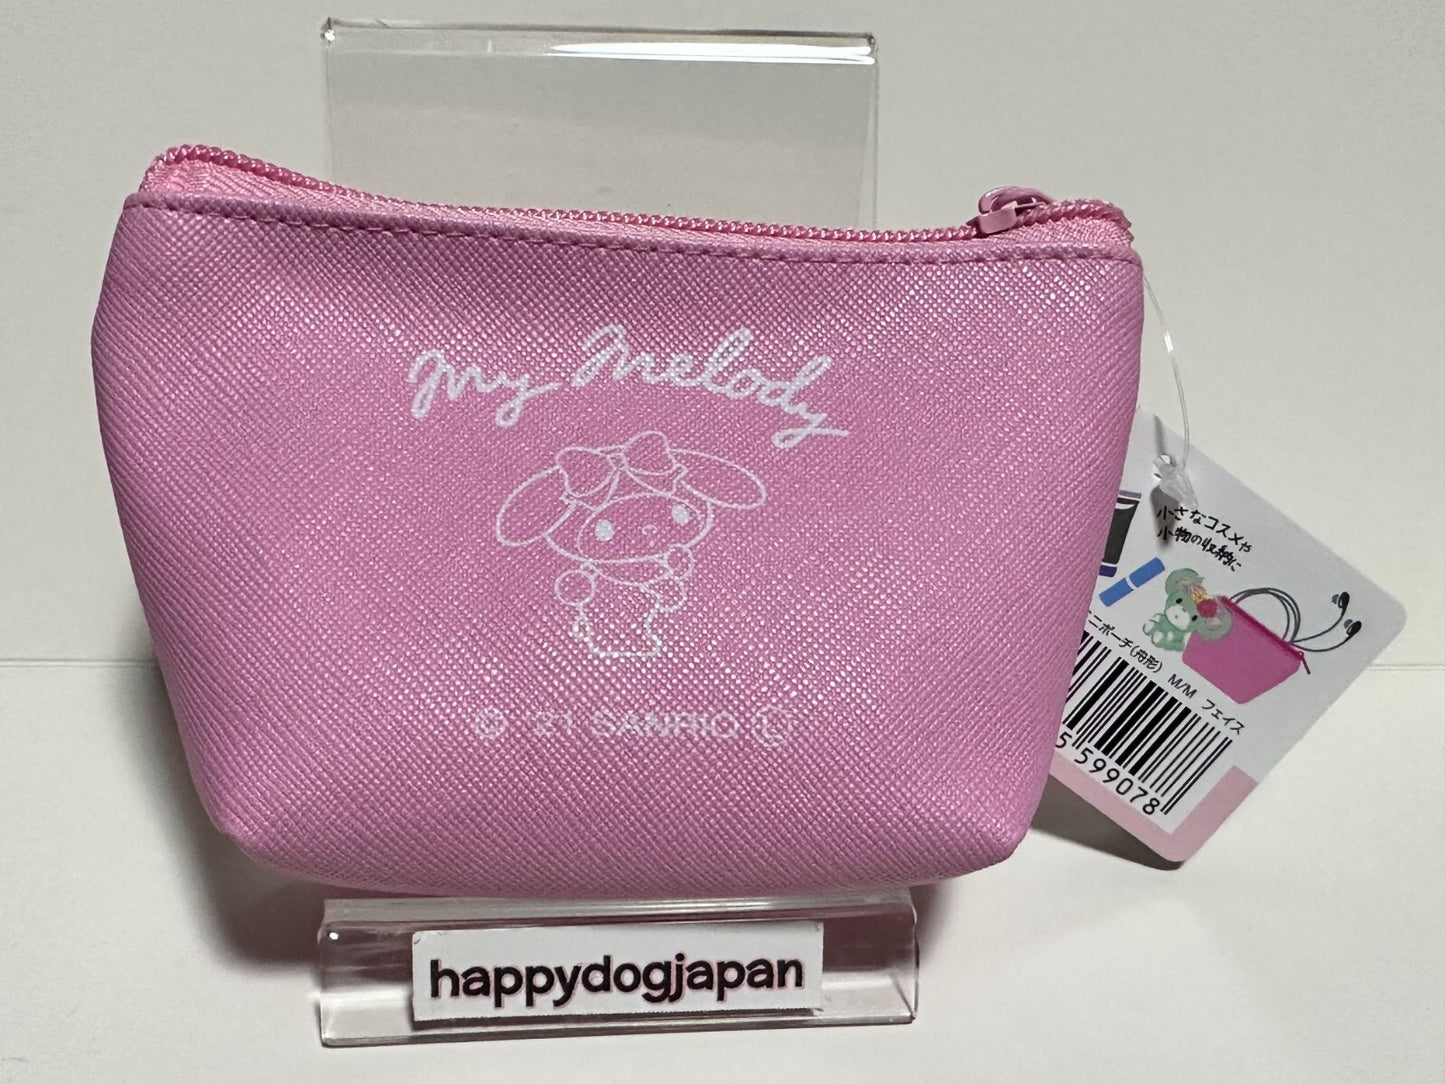 my melody
© '21 SANRIO Ⓛ
小さなコスメや
小物の収納に
ニポーチ(舟形) M/M フェイス
5 599078
happydogjapan